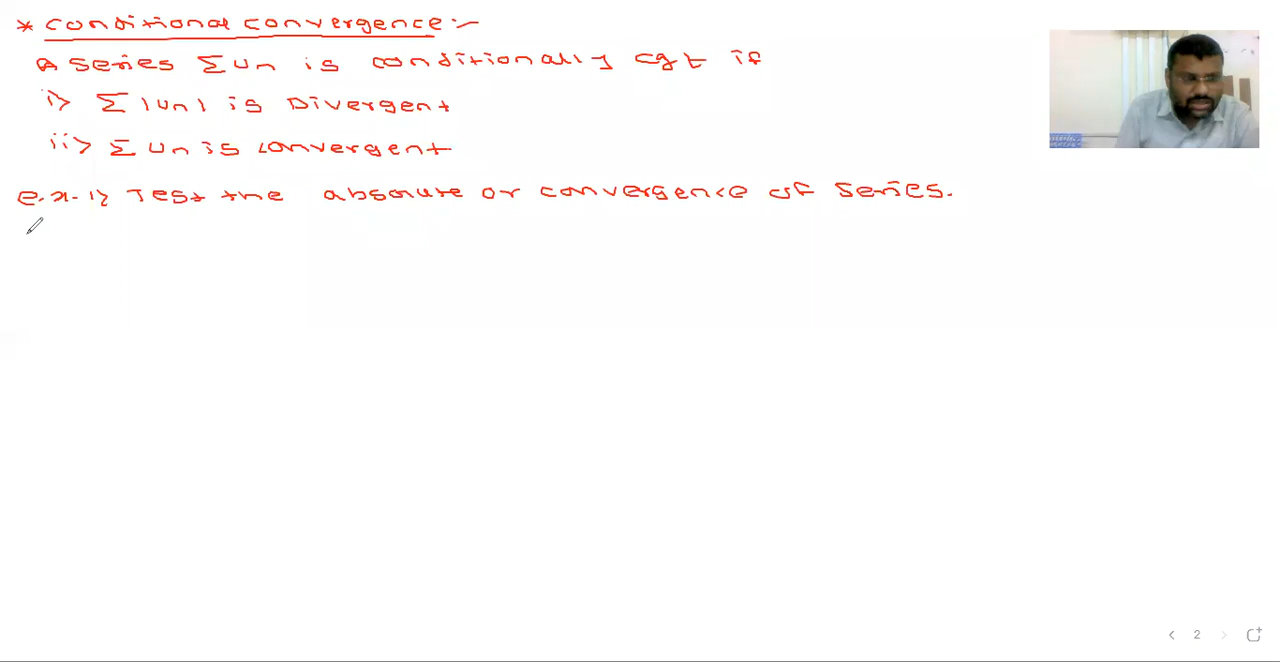 * Conditional convergence :-
A series Σun is conditionally cgt if
i> Σ|un| is Divergent
ii> Σun is convergent
e.x.1> Test the absolute or convergence of series.
2